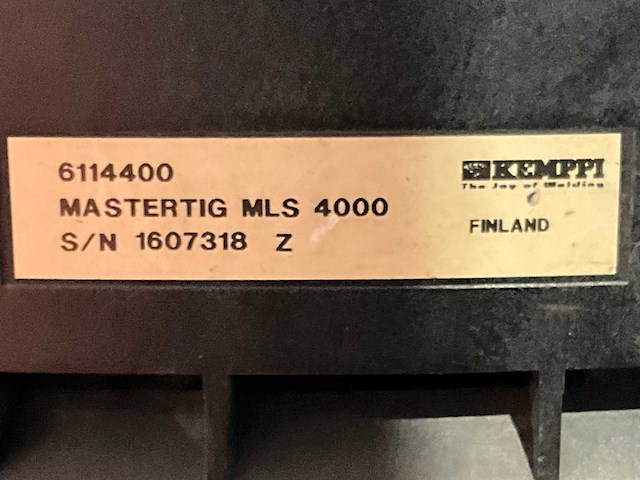 6114400
MASTERTIG MLS 4000
S/N 1607318 Z
KEMPPI
The Joy of Welding
FINLAND